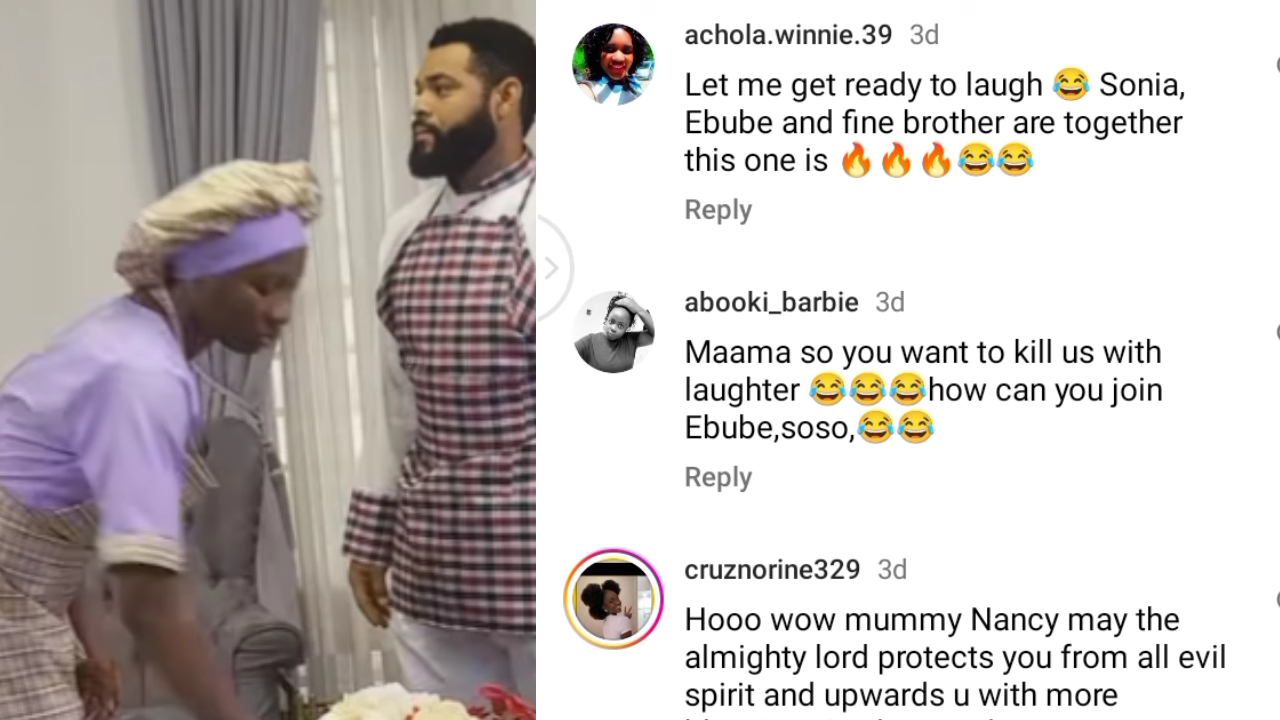 achola.winnie.39 3d
Let me get ready to laugh 😂 Sonia,
Ebube and fine brother are together
this one is 🔥🔥🔥😂😂
Reply
abooki_barbie 3d
Maama so you want to kill us with
laughter 😂😂😂how can you join
Ebube,soso,😂😂
Reply
cruznorine329 3d
Hooo wow mummy Nancy may the
almighty lord protects you from all evil
spirit and upwards u with more